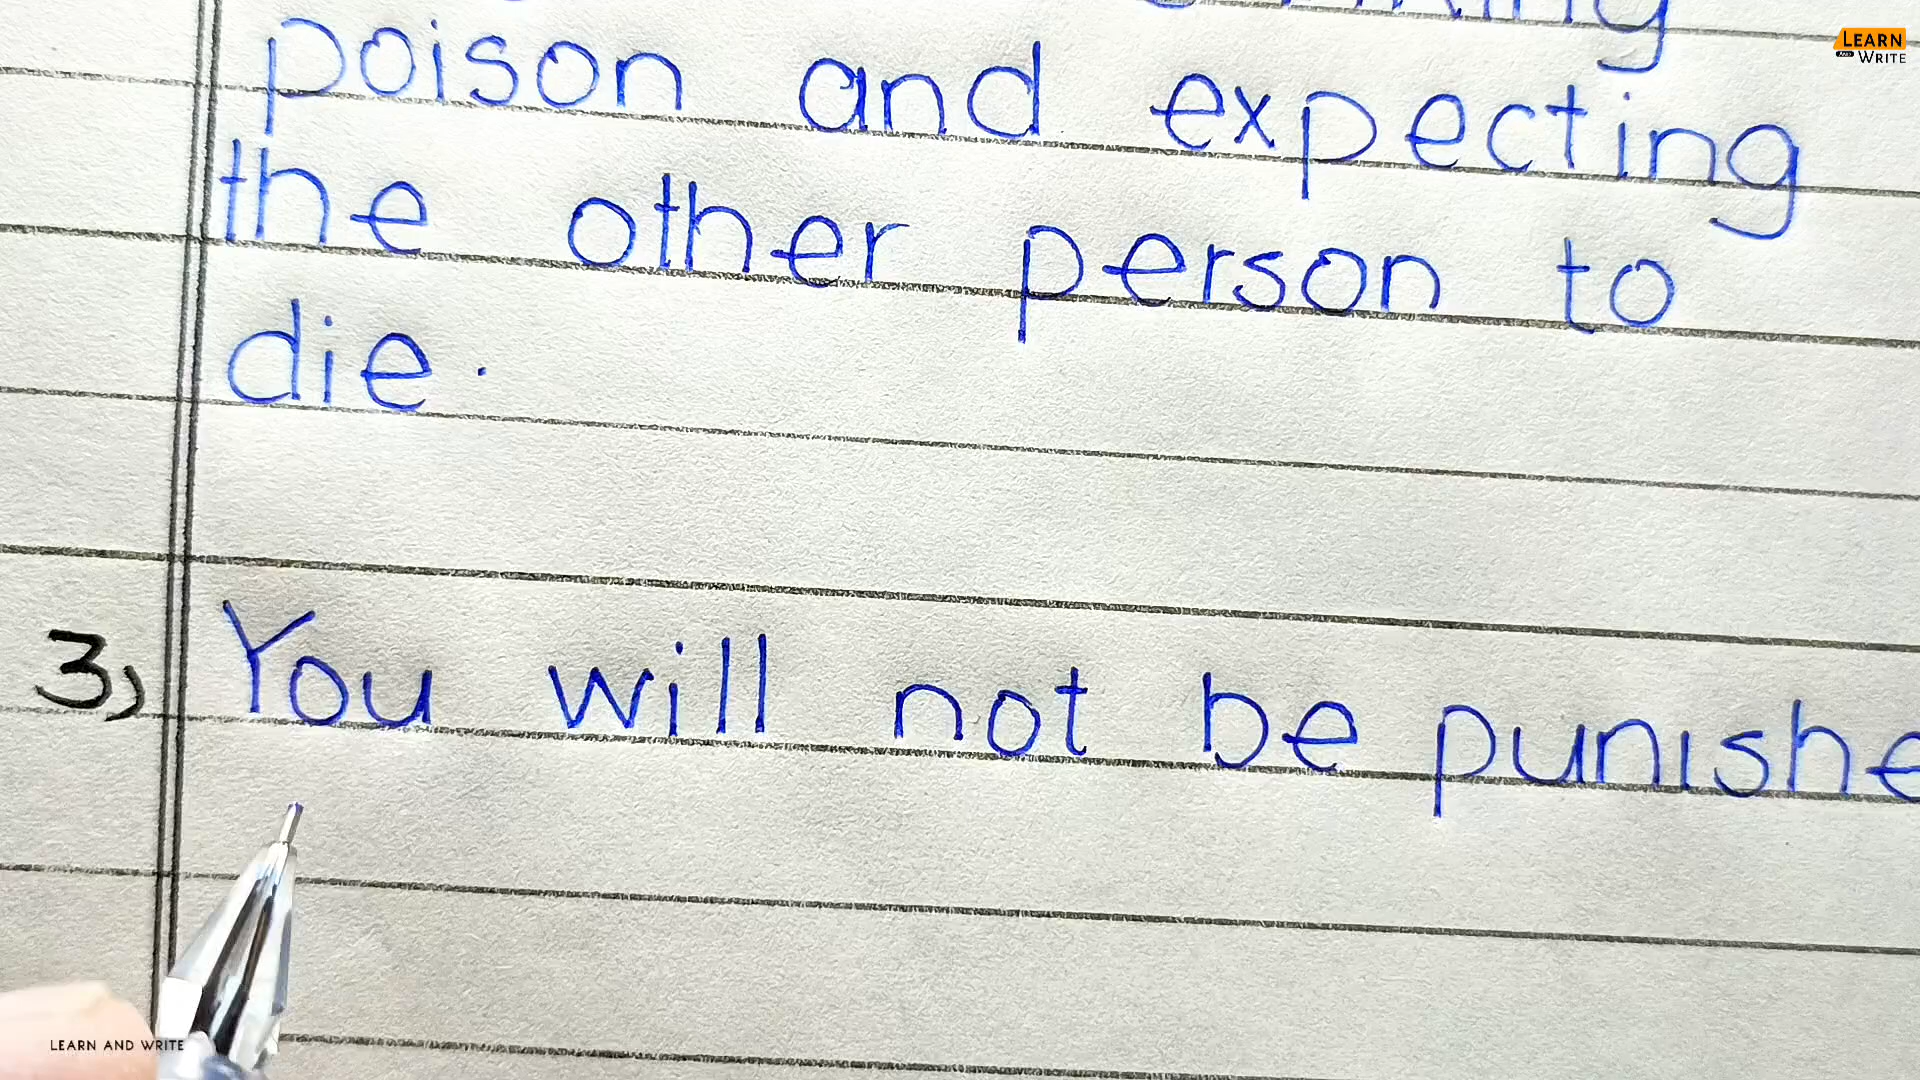 poison and expecting
the other person to
die.
3) You will not be punishe
LEARN AND WRITE
LEARN
AND
WRITE